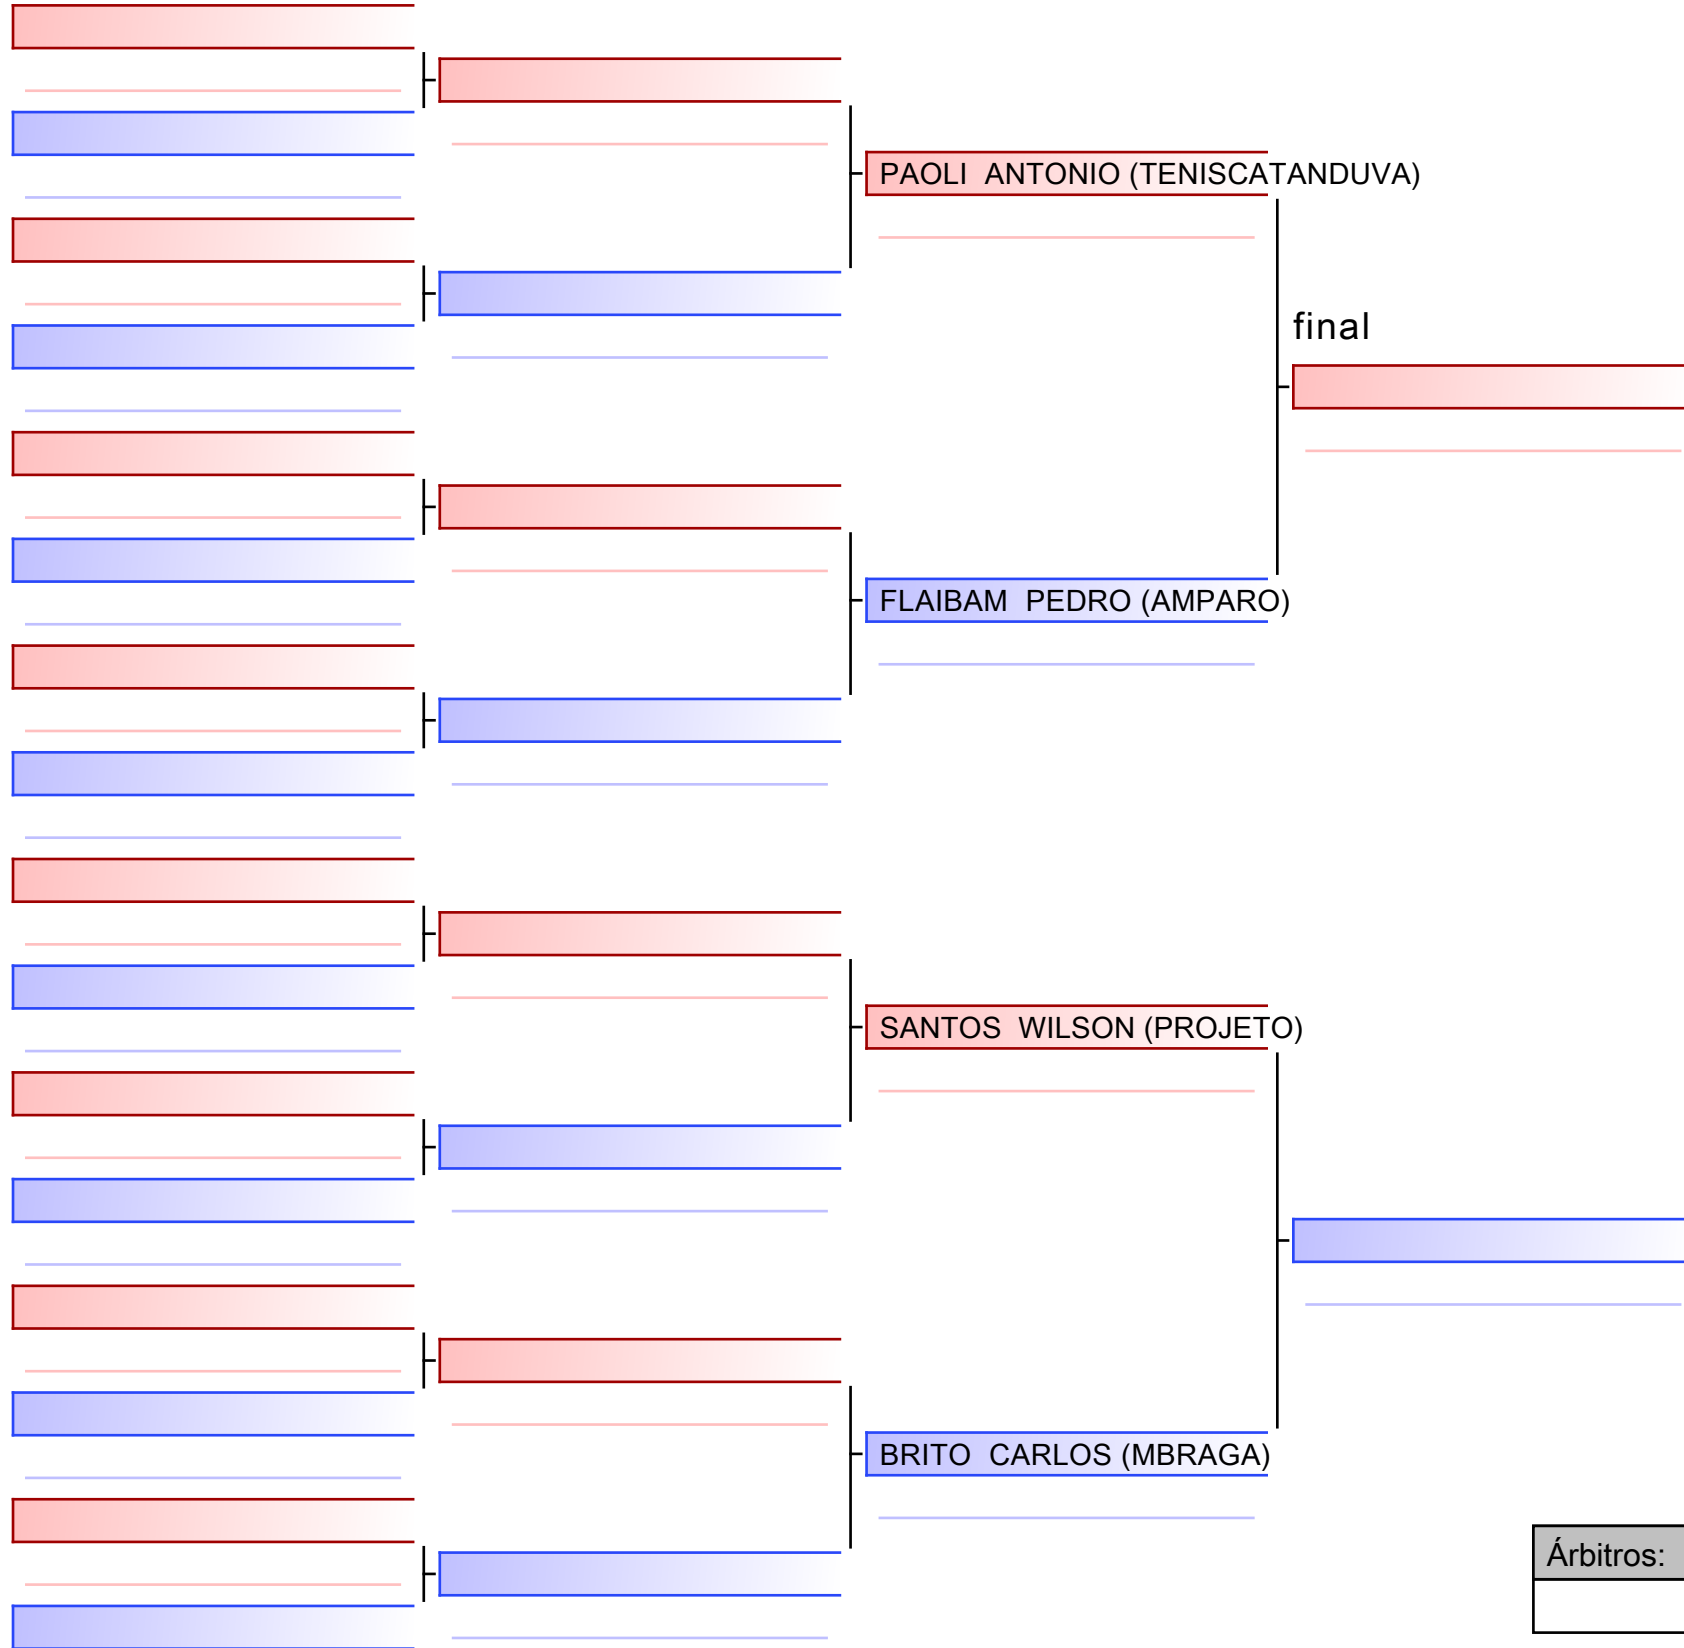 PAOLI  ANTONIO (TENISCATANDUVA)
final
FLAIBAM  PEDRO (AMPARO)
SANTOS  WILSON (PROJETO)
BRITO  CARLOS (MBRAGA)
Árbitros: